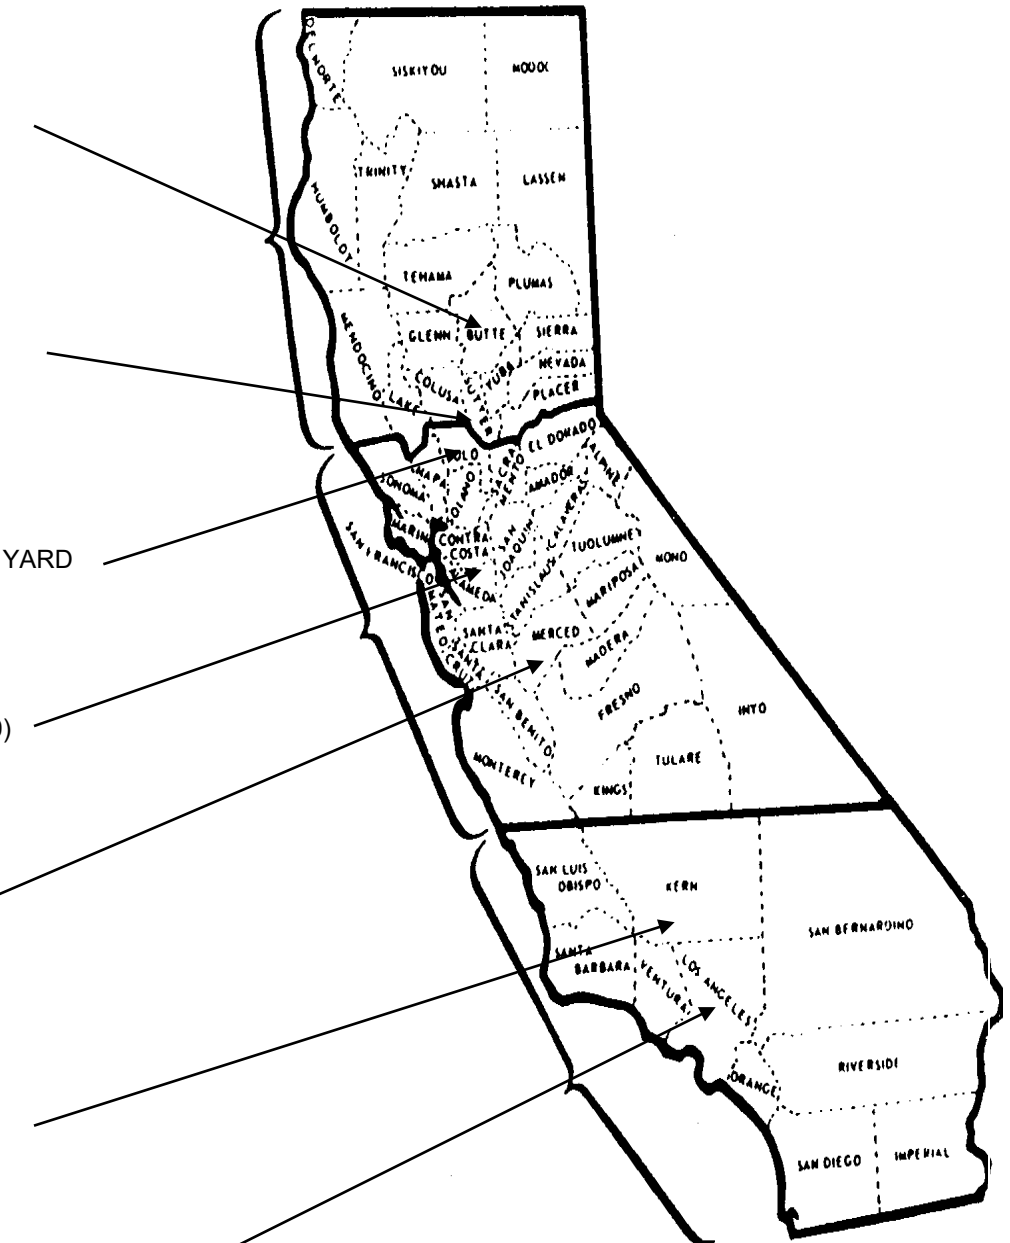 DEL NORTE
SISKIYOU
MODOC
TRINITY
SHASTA
LASSEN
HUMBOLDT
TEHAMA
PLUMAS
MENDOCINO
GLENN
BUTTE
SIERRA
NEVADA
YUBA
COLUSA
SUTTER
PLACER
LAKE
EL DORADO
YOLO
SACRA
MENTO
ALPINE
NAPA
SONOMA
SOLANO
AMADOR
CALAVERAS
MARIN
CONTRA
COSTA
SAN
JOAQUIN
TUOLUMNE
MONO
SAN FRANCISCO
YARD
ALAMEDA
STANISLAUS
MARIPOSA
SAN
MATEO
SANTA
CLARA
MERCED
MADERA
SANTA
CRUZ
SAN BENITO
FRESNO
INYO
)
MONTEREY
TULARE
KINGS
SAN LUIS
OBISPO
KERN
SAN BERNARDINO
SANTA
BARBARA
VENTURA
LOS ANGELES
ORANGE
RIVERSIDE
SAN DIEGO
IMPERIAL